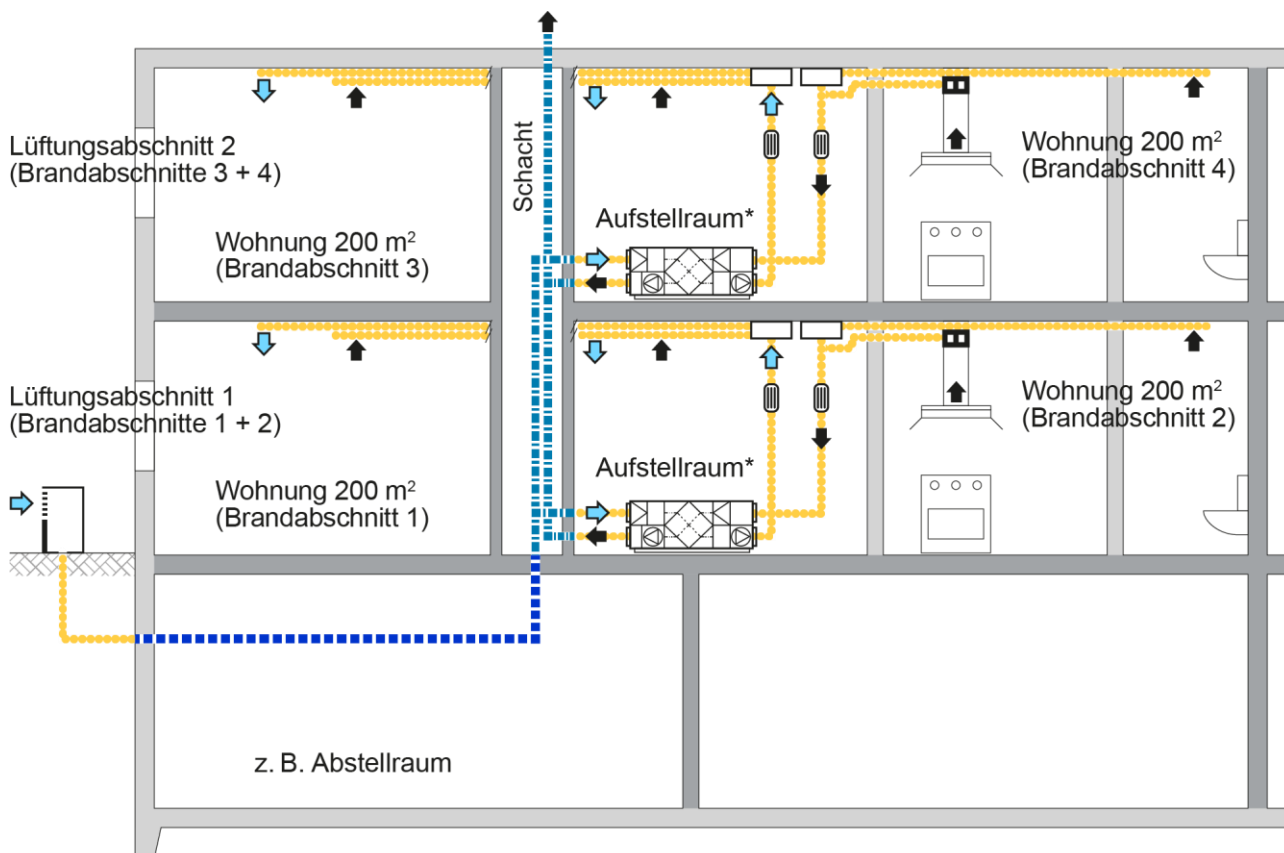 Lüftungsabschnitt 2
(Brandabschnitte 3 + 4)
Wohnung 200 m²
(Brandabschnitt 3)
Schacht
Aufstellraum*
Wohnung 200 m²
(Brandabschnitt 4)
Lüftungsabschnitt 1
(Brandabschnitte 1 + 2)
Wohnung 200 m²
(Brandabschnitt 1)
Aufstellraum*
Wohnung 200 m²
(Brandabschnitt 2)
z. B. Abstellraum